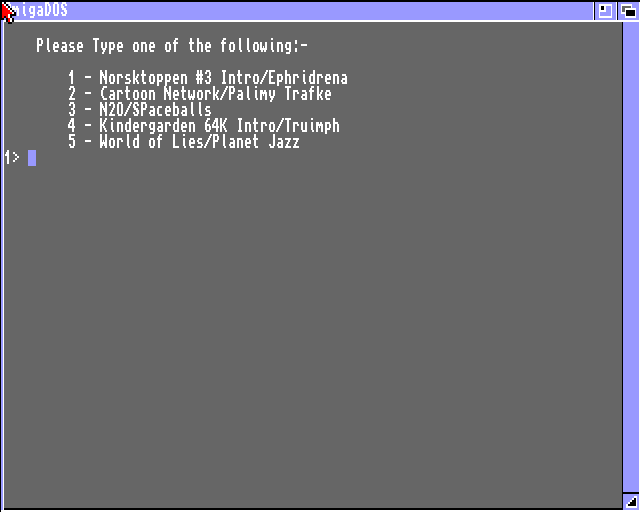 migaDOS
Please Type one of the following:-
1 - Norsktoppen #3 Intro/Ephridrena
2 - Cartoon Network/Palimy Trafke
3 - N2O/SPaceballs
4 - Kindergarden 64K Intro/Truimph
5 - World of Lies/Planet Jazz
1>